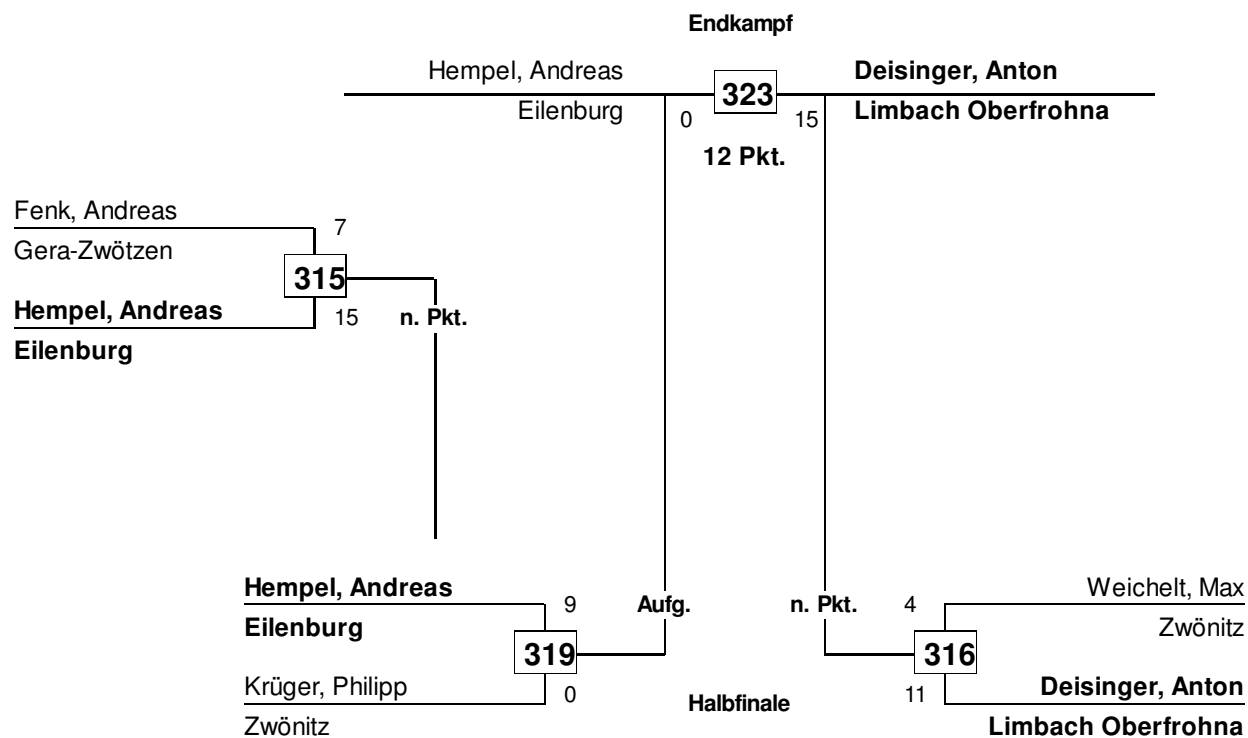 Endkampf
Hempel, Andreas
Eilenburg
0
323
15
12 Pkt.
Deisinger, Anton
Limbach Oberfrohna
Fenk, Andreas
Gera-Zwötzen
7
315
Hempel, Andreas
Eilenburg
15
n. Pkt.
Hempel, Andreas
Eilenburg
9
319
Aufg.
Krüger, Philipp
Zwönitz
0
Halbfinale
n. Pkt.
4
316
11
Weichelt, Max
Zwönitz
Deisinger, Anton
Limbach Oberfrohna